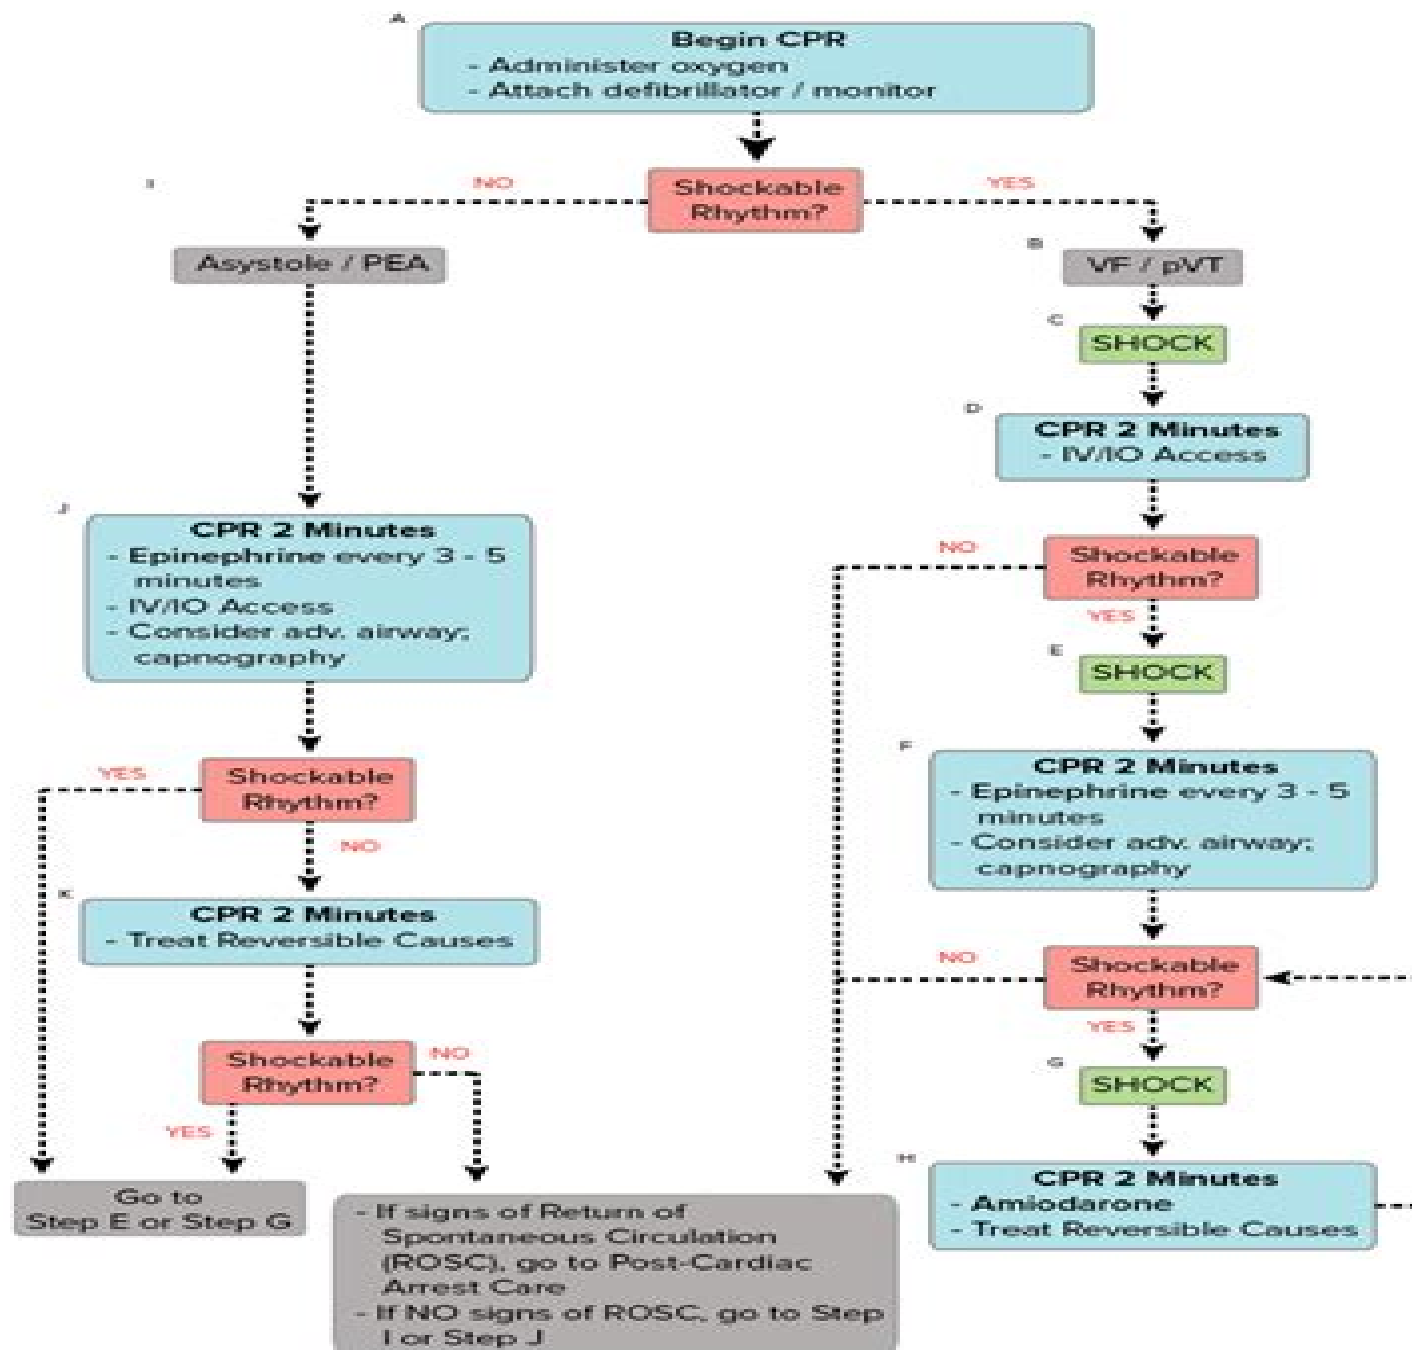 A
Begin CPR
- Administer oxygen
- Attach defibrillator / monitor
Shockable
Rhythm?
NO
YES
I
Asystole / PEA
B
VF / pVT
C
SHOCK
D
CPR 2 Minutes
- IV/IO Access
Shockable
Rhythm?
NO
YES
E
SHOCK
F
CPR 2 Minutes
- Epinephrine every 3 - 5
minutes
- Consider adv. airway;
capnography
Shockable
Rhythm?
NO
YES
G
SHOCK
H
CPR 2 Minutes
- Amiodarone
- Treat Reversible Causes
J
CPR 2 Minutes
- Epinephrine every 3 - 5
minutes
- IV/IO Access
- Consider adv. airway;
capnography
Shockable
Rhythm?
YES
NO
K
CPR 2 Minutes
- Treat Reversible Causes
Shockable
Rhythm?
NO
YES
Go to
Step E or Step G
- If signs of Return of
Spontaneous Circulation
(ROSC), go to Post-Cardiac
Arrest Care
- If NO signs of ROSC, go to Step
I or Step J